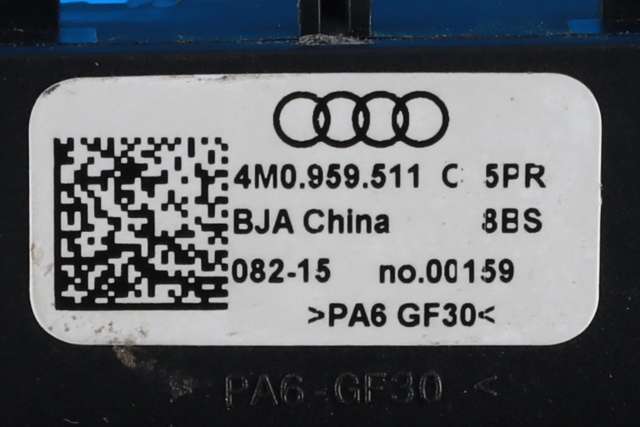 4M0.959.511 C 5PR
BJA China 8BS
082-15 no.00159
>PA6 GF30<
> PA6-GF30 <